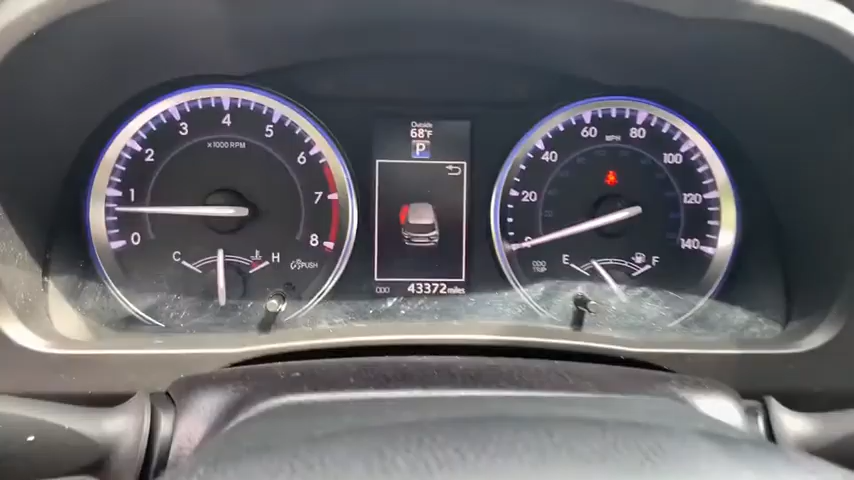 0
1
2
3
4
5
6
7
8
X1000 RPM
C
H
PUSH
Outside
68°F
P
ODO 43372 miles
0
20
40
60
80
100
120
140
MPH
ODO
TRIP
E
F